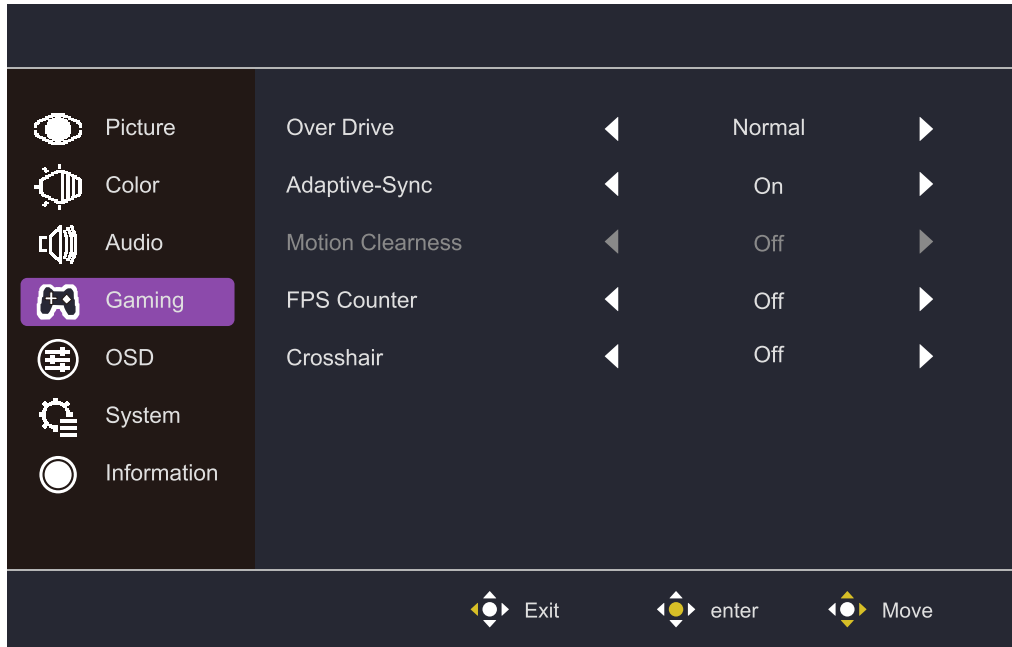 Picture
Color
Audio
Gaming
OSD
System
Information
Over Drive Normal
Adaptive-Sync On
Motion Clearness Off
FPS Counter Off
Crosshair Off
Exit enter Move